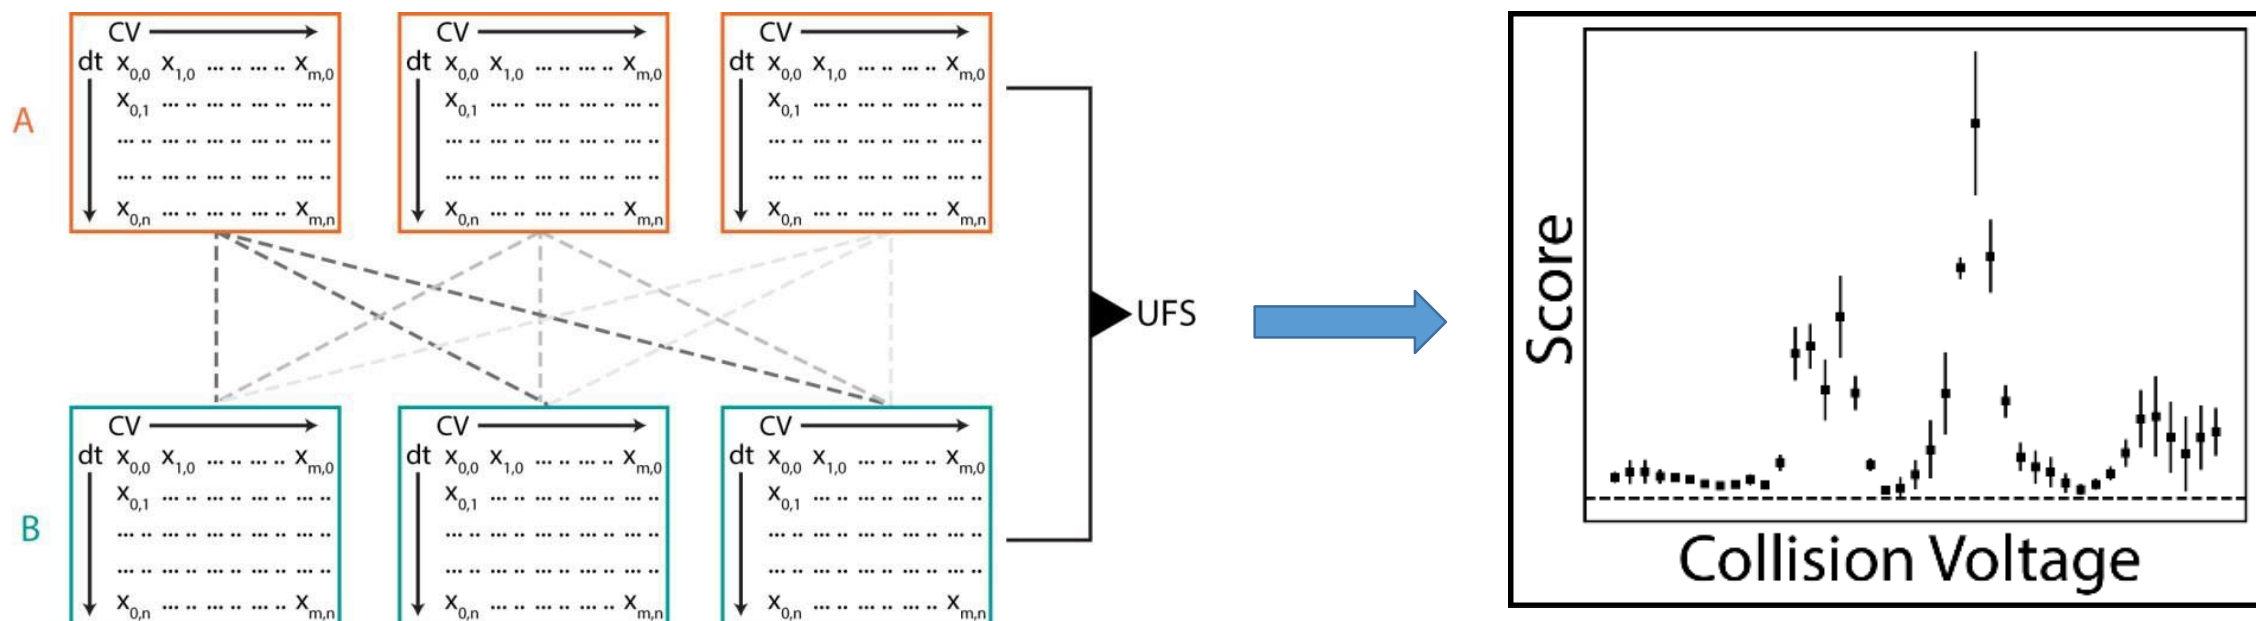 CV CV CV
dt x0,0 x1,0 ... .. ... .. xm,0 dt x0,0 x1,0 ... .. ... .. xm,0 dt x0,0 x1,0 ... .. ... .. xm,0
x0,1 ... .. ... .. ... .. ... .. x0,1 ... .. ... .. ... .. ... .. x0,1 ... .. ... .. ... .. ... ..
A
... .. ... .. ... .. ... .. ... .. ... .. ... .. ... .. ... .. ... .. ... .. ... .. ... .. ... .. ... ..
... .. ... .. ... .. ... .. ... .. ... .. ... .. ... .. ... .. ... .. ... .. ... .. ... .. ... .. ... ..
x0,n ... .. ... .. ... .. xm,n x0,n ... .. ... .. ... .. xm,n x0,n ... .. ... .. ... .. xm,n
UFS
CV CV CV
dt x0,0 x1,0 ... .. ... .. xm,0 dt x0,0 x1,0 ... .. ... .. xm,0 dt x0,0 x1,0 ... .. ... .. xm,0
x0,1 ... .. ... .. ... .. ... .. x0,1 ... .. ... .. ... .. ... .. x0,1 ... .. ... .. ... .. ... ..
B
... .. ... .. ... .. ... .. ... .. ... .. ... .. ... .. ... .. ... .. ... .. ... .. ... .. ... .. ... ..
... .. ... .. ... .. ... .. ... .. ... .. ... .. ... .. ... .. ... .. ... .. ... .. ... .. ... .. ... ..
x0,n ... .. ... .. ... .. xm,n x0,n ... .. ... .. ... .. xm,n x0,n ... .. ... .. ... .. xm,n
Score
Collision Voltage